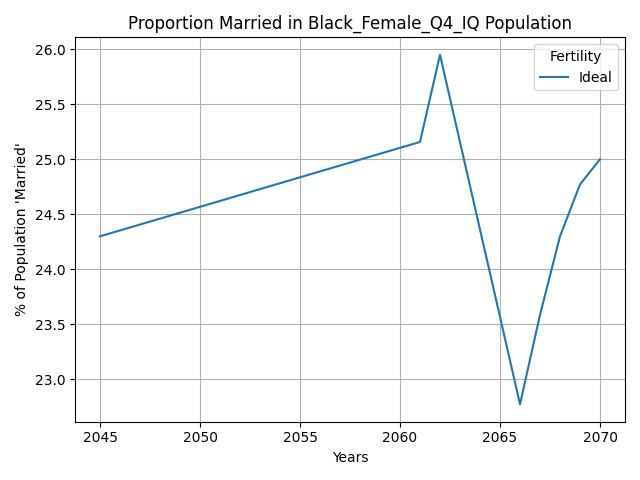 Proportion Married in Black_Female_Q4_IQ Population
Fertility
Ideal
% of Population 'Married'
26.0
25.5
25.0
24.5
24.0
23.5
23.0
2045 2050 2055 2060 2065 2070
Years